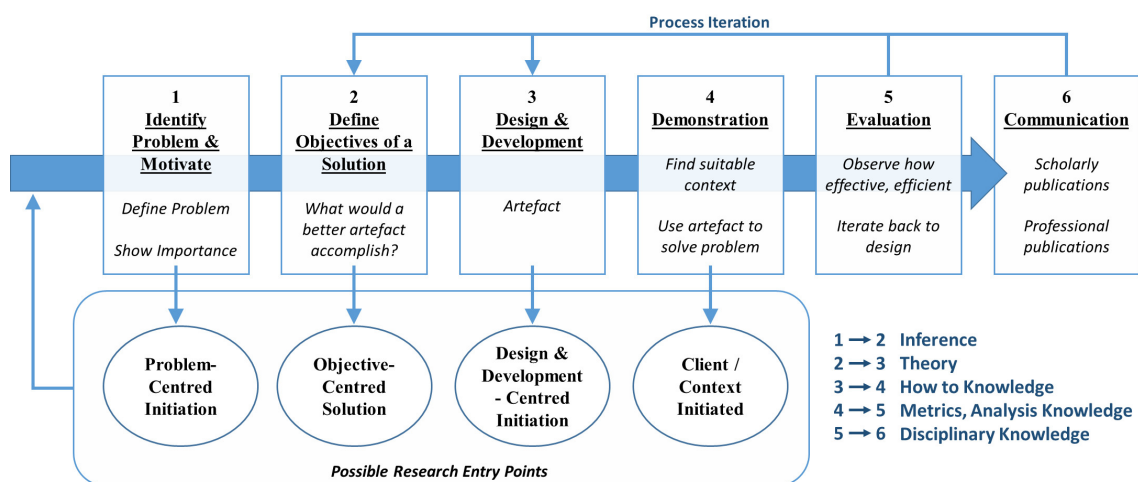 Process Iteration
1
Identify
Problem &
Motivate
Define Problem
Show Importance
2
Define
Objectives of a
Solution
What would a
better artefact
accomplish?
3
Design &
Development
Artefact
4
Demonstration
Find suitable
context
Use artefact to
solve problem
5
Evaluation
Observe how
effective, efficient
Iterate back to
design
6
Communication
Scholarly
publications
Professional
publications
Problem-
Centred
Initiation
Objective-
Centred
Solution
Design &
Development
- Centred
Initiation
Client /
Context
Initiated
Possible Research Entry Points
1 → 2 Inference
2 → 3 Theory
3 → 4 How to Knowledge
4 → 5 Metrics, Analysis Knowledge
5 → 6 Disciplinary Knowledge